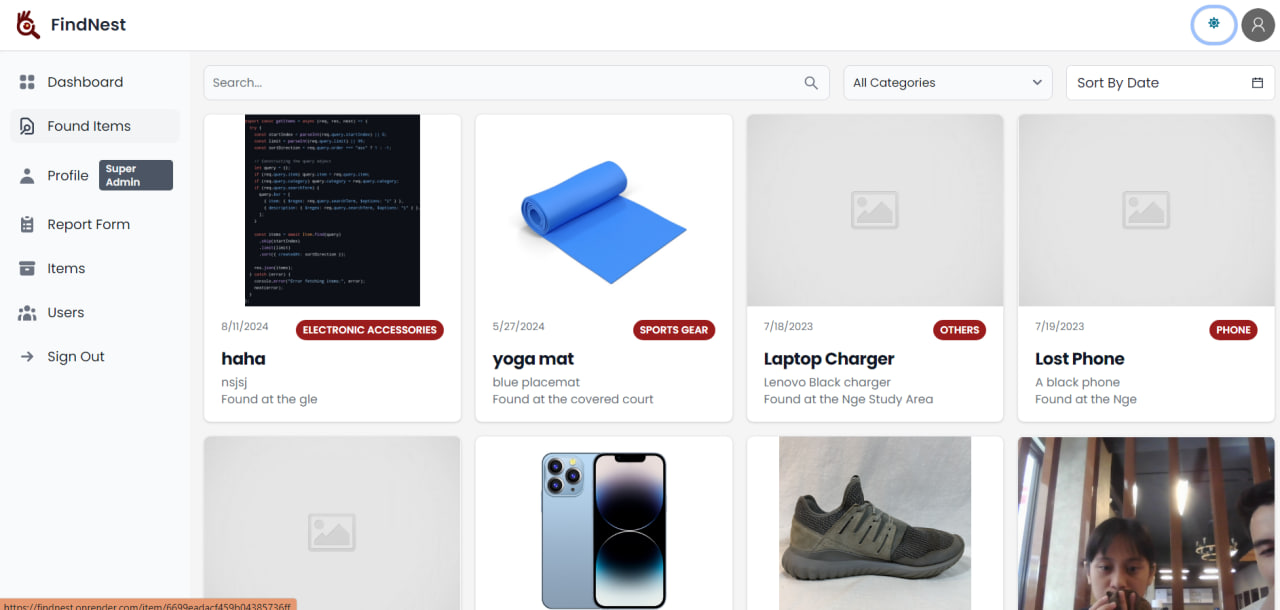 FindNest
Dashboard
Found Items
Profile
Super
Admin
Report Form
Items
Users
Sign Out
Search...
All Categories
Sort By Date
8/11/2024
ELECTRONIC ACCESSORIES
haha
nsjsj
Found at the gle
5/27/2024
SPORTS GEAR
yoga mat
blue placemat
Found at the covered court
7/18/2023
OTHERS
Laptop Charger
Lenovo Black charger
Found at the Nge Study Area
7/19/2023
PHONE
Lost Phone
A black phone
Found at the Nge
https://findnest.onrender.com/item/6699eadacf459b04385736ff